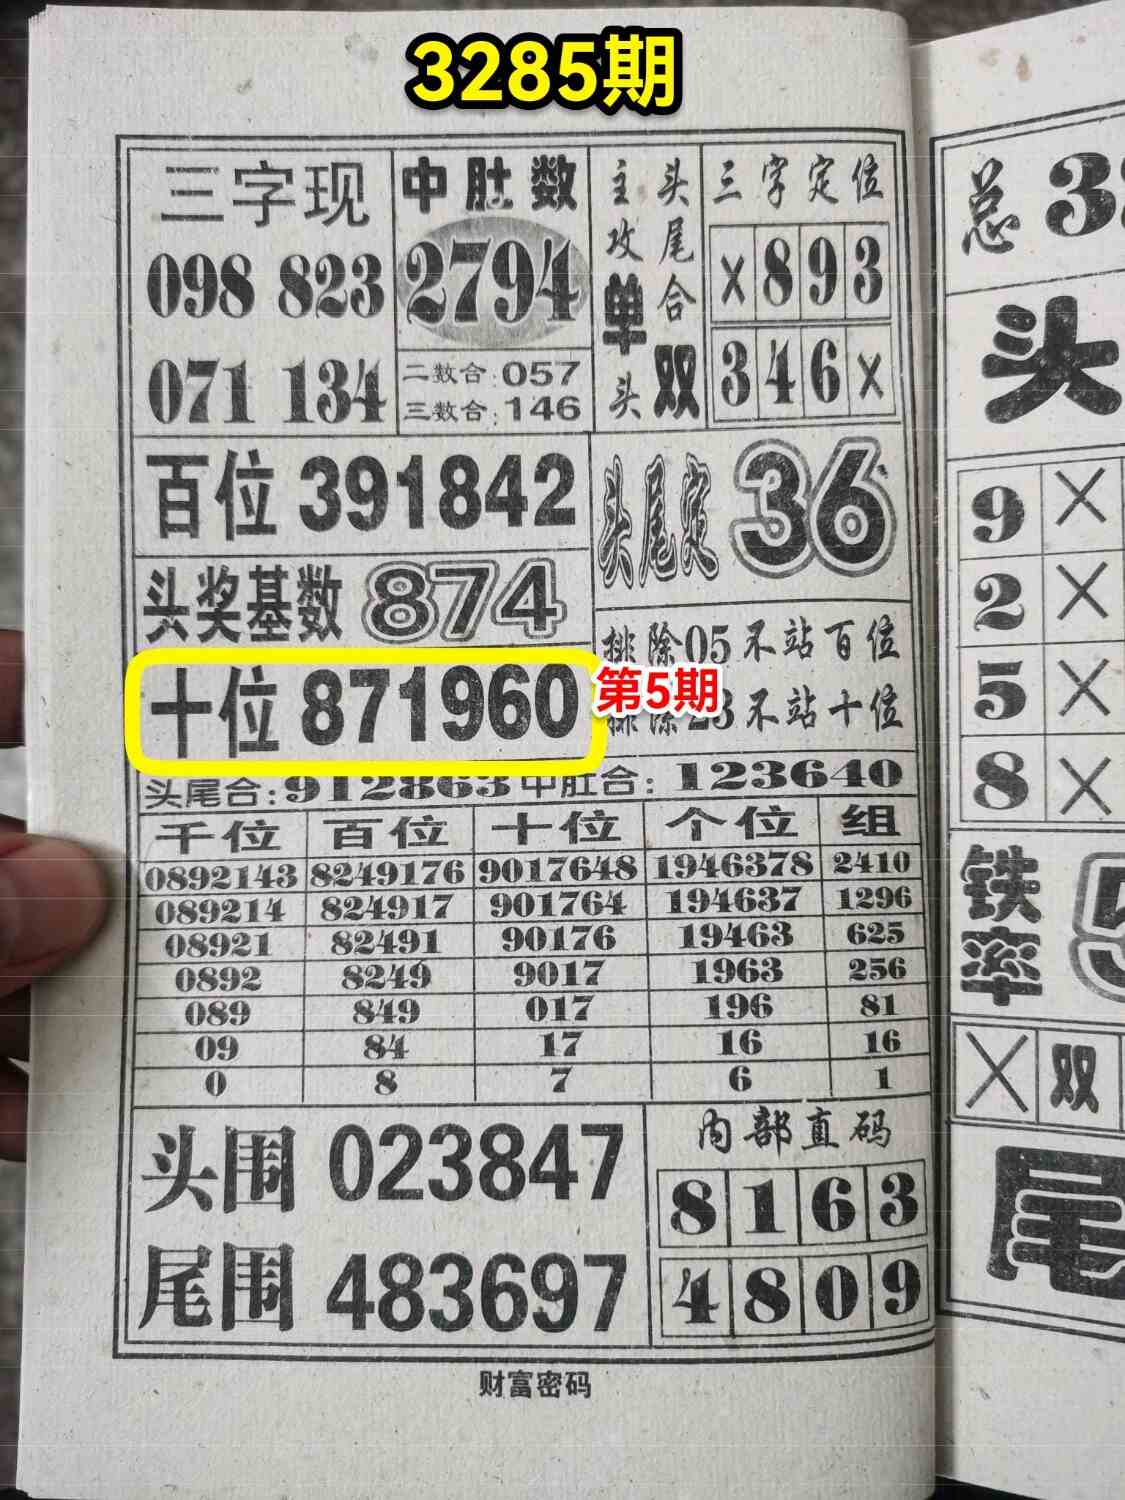 3285期
三字现
098 823
071 134
中肚数
2794
二数合:057
三数合:146
主攻单头
头尾合双
三字定位
×893
346×
百位 391842
头尾定 36
头奖基数 874
排除05不站百位
十位 871960
第5期
不站十位
头尾合:912863 中肚合:123640
千位 百位 十位 个位 组
0892143 8249176 9017648 1946378 2410
089214 824917 901764 194637 1296
08921 82491 90176 19463 625
0892 8249 9017 1963 256
089 849 017 196 81
09 84 17 16 16
0 8 7 6 1
头围 023847
尾围 483697
内部直码
8163
4809
财富密码
总 3
头
9 ×
2 ×
5 ×
8 ×
铁率 5
× 双
尾